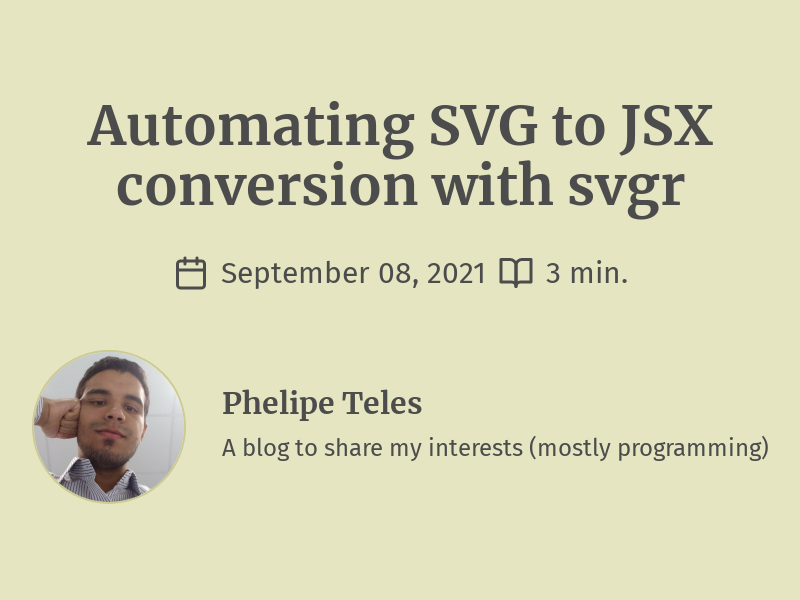 Automating SVG to JSX
conversion with svgr
September 08, 2021 3 min.
Phelipe Teles
A blog to share my interests (mostly programming)